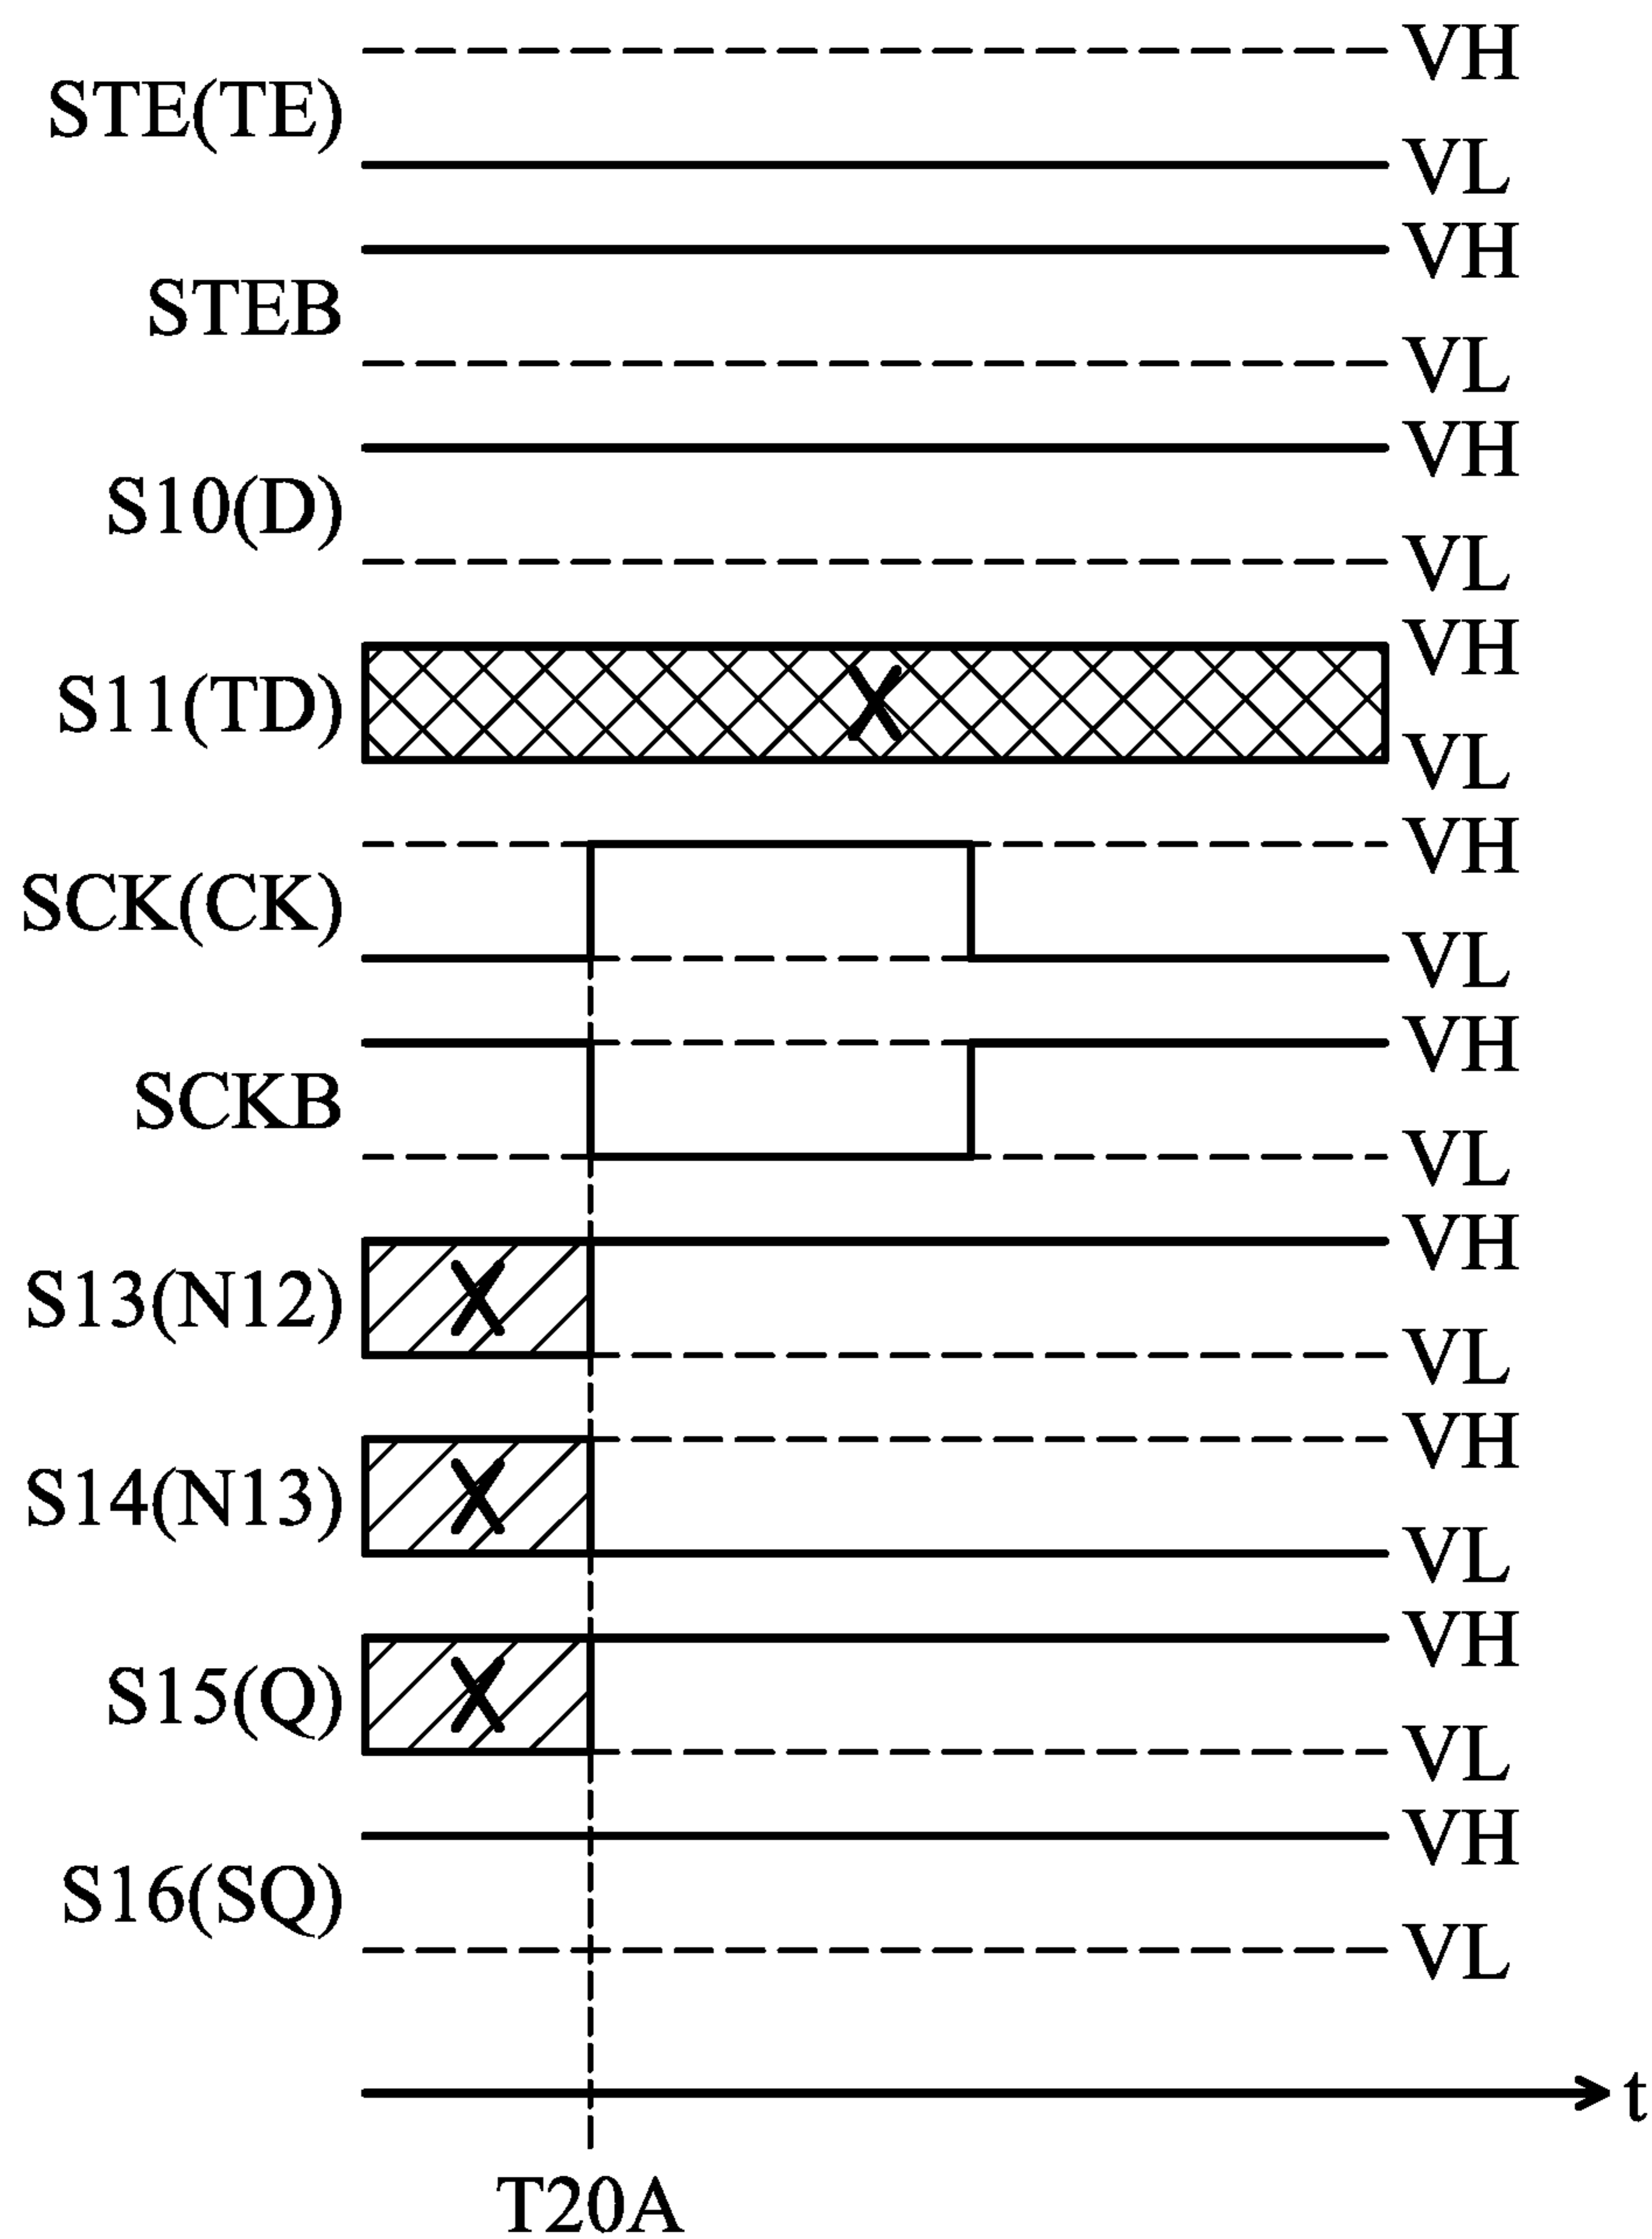 VH
STE(TE)
VL
VH
STEB
VL
VH
S10(D)
VL
VH
S11(TD) X
VL
VH
SCK(CK)
VL
VH
SCKB
VL
VH
S13(N12) X
VL
VH
S14(N13) X
VL
VH
S15(Q) X
VL
VH
S16(SQ)
VL
t
T20A